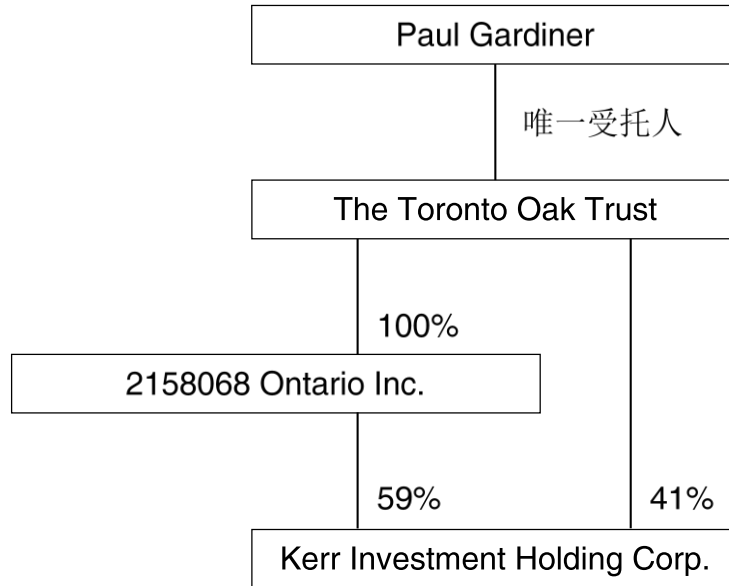 Paul Gardiner
唯一受托人
The Toronto Oak Trust
100%
2158068 Ontario Inc.
59%
41%
Kerr Investment Holding Corp.